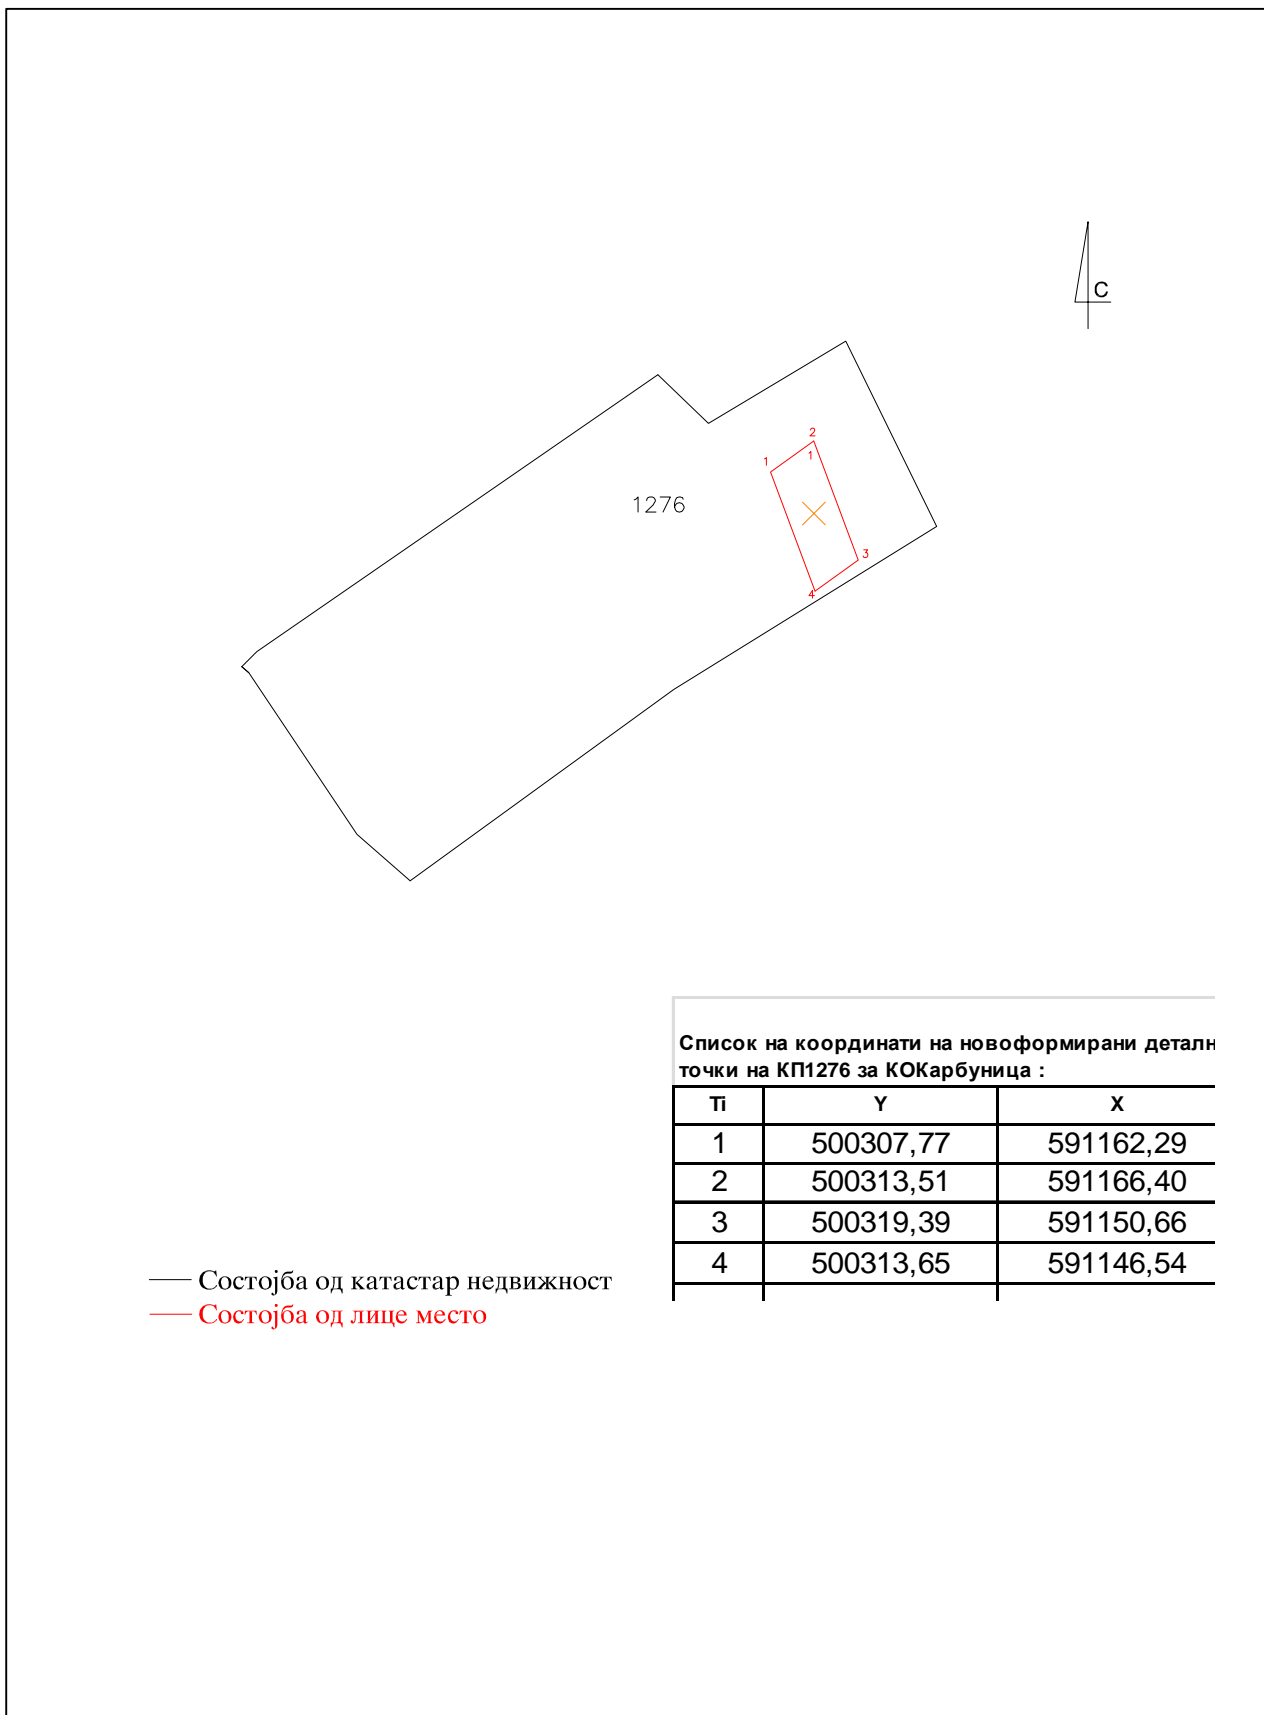 С
2
1
1
1276
3
4
Список на координати на новоформирани деталн
точки на КП1276 за КОКарбуница :
Ti Y X
1 500307,77 591162,29
2 500313,51 591166,40
3 500319,39 591150,66
4 500313,65 591146,54
Состојба од катастар недвижност
Состојба од лице место